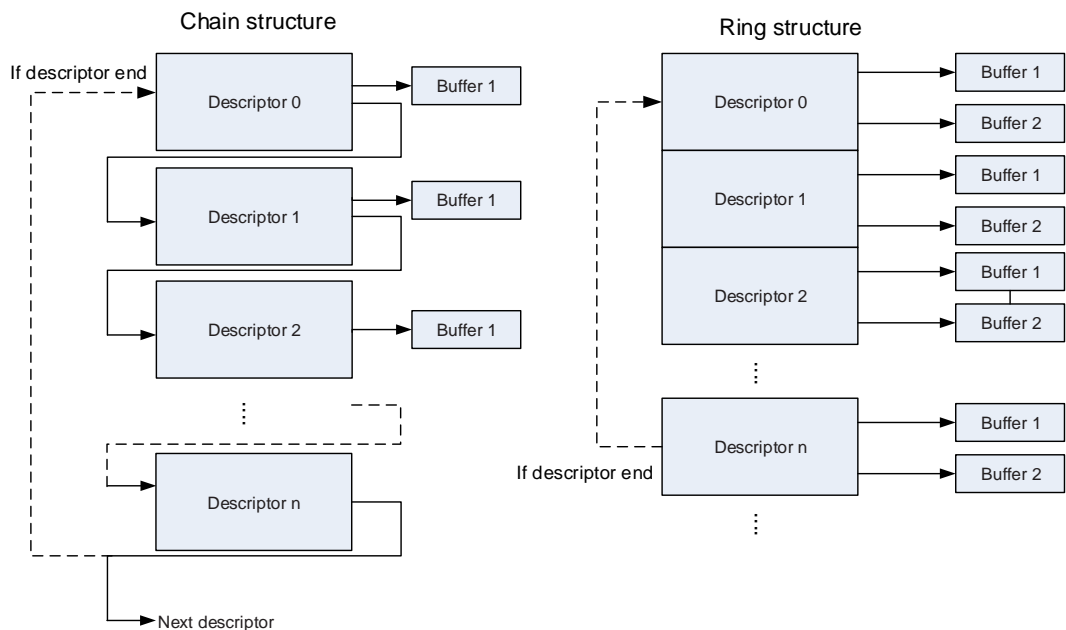 Chain structure
If descriptor end
Descriptor 0
Buffer 1
Descriptor 1
Buffer 1
Descriptor 2
Buffer 1
Descriptor n
Next descriptor
Ring structure
Descriptor 0
Buffer 1
Buffer 2
Descriptor 1
Buffer 1
Buffer 2
Descriptor 2
Buffer 1
Buffer 2
Descriptor n
Buffer 1
Buffer 2
If descriptor end